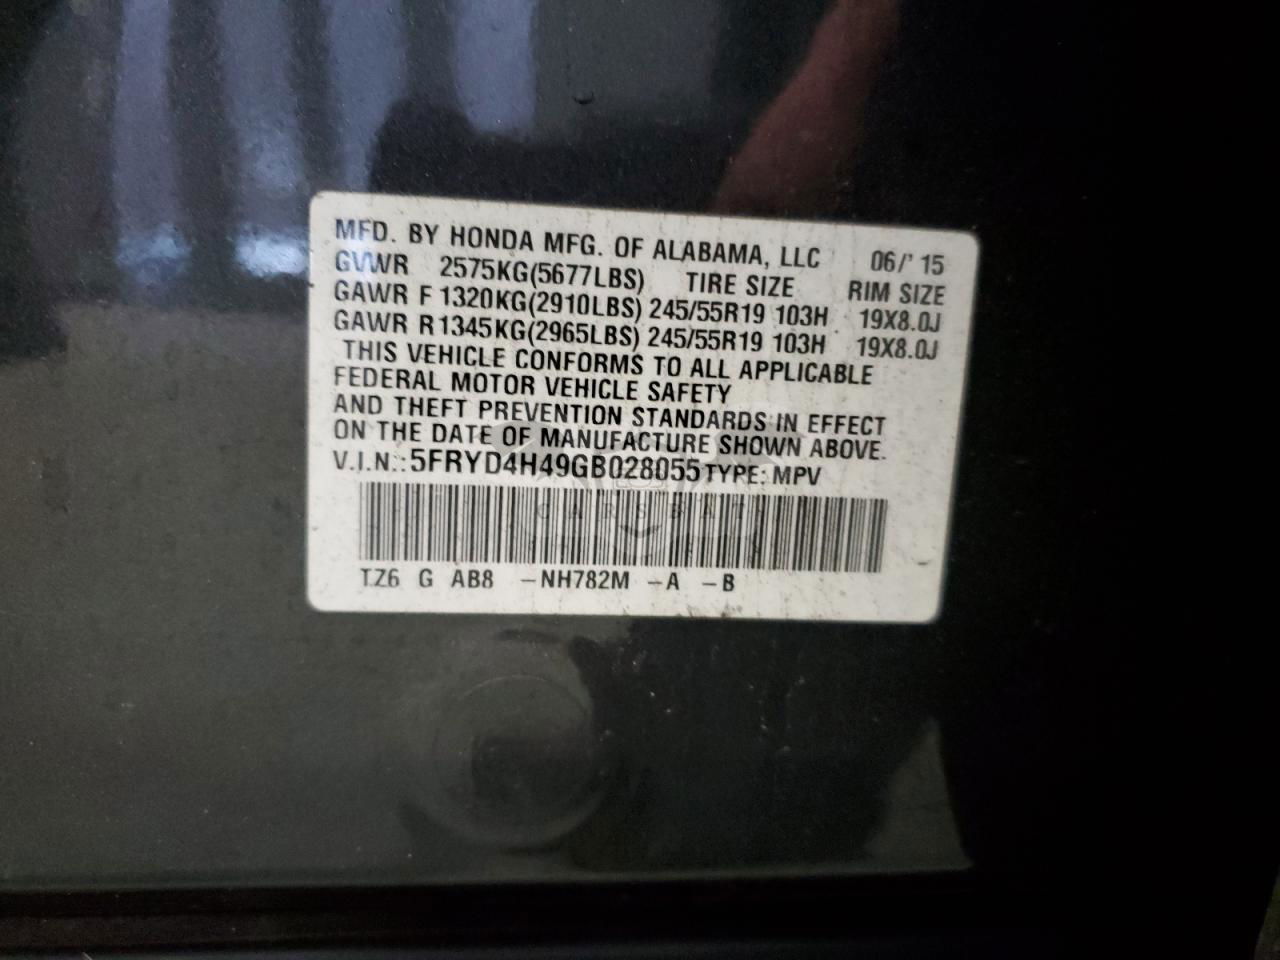 MFD. BY HONDA MFG. OF ALABAMA, LLC 06/' 15
GVWR 2575KG(5677LBS) TIRE SIZE RIM SIZE
GAWR F 1320KG(2910LBS) 245/55R19 103H 19X8.0J
GAWR R 1345KG(2965LBS) 245/55R19 103H 19X8.0J
THIS VEHICLE CONFORMS TO ALL APPLICABLE
FEDERAL MOTOR VEHICLE SAFETY
AND THEFT PREVENTION STANDARDS IN EFFECT
ON THE DATE OF MANUFACTURE SHOWN ABOVE.
V.I.N.: 5FRYD4H49GB028055 TYPE: MPV
CARSBAT
TZ6 G AB8 -NH782M -A -B